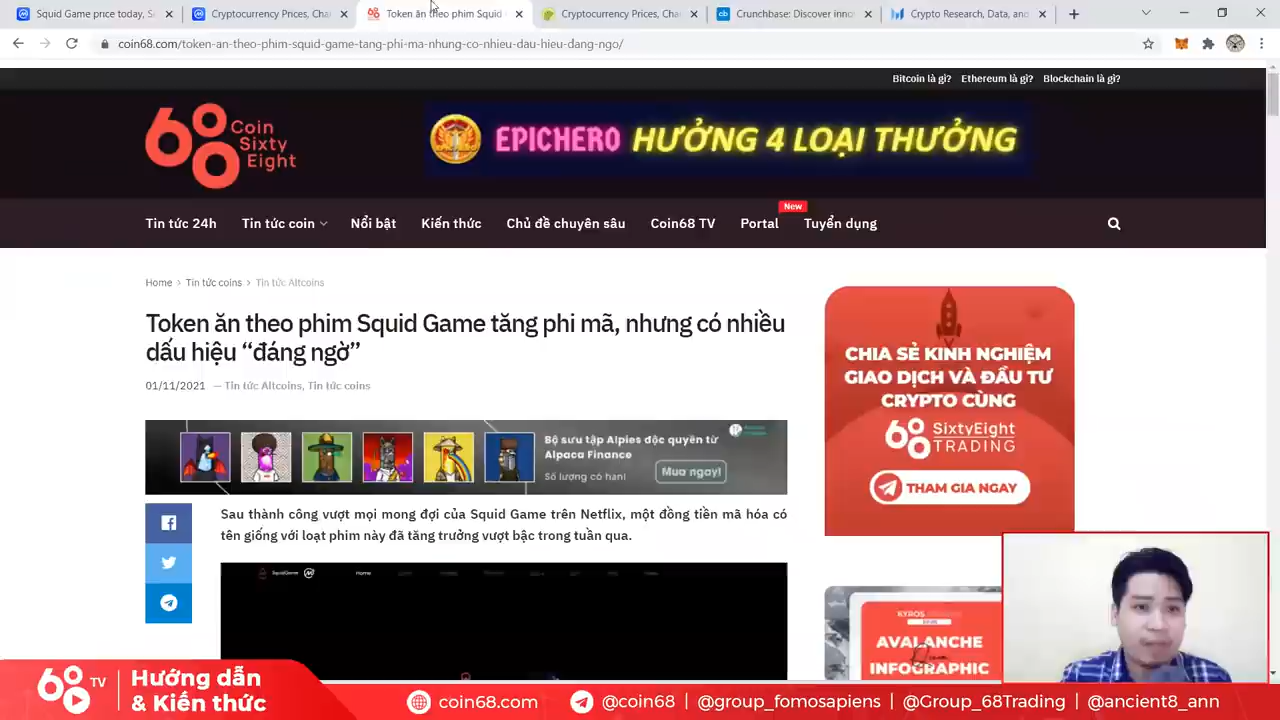 Squid Game price today, S
Cryptocurrency Prices, Cha
Token ăn theo phim Squid
Cryptocurrency Prices, Cha
Crunchbase: Discover innov
Crypto Research, Data, and
coin68.com/token-an-theo-phim-squid-game-tang-phi-ma-nhung-co-nhieu-dau-hieu-dang-ngo/
Bitcoin là gì? Ethereum là gì? Blockchain là gì?
68 Coin
Sixty
Eight
EPICHERO HƯỞNG 4 LOẠI THƯỞNG
New
Tin tức 24h Tin tức coin Nổi bật Kiến thức Chủ đề chuyên sâu Coin68 TV Portal Tuyển dụng
Home > Tin tức coins > Tin tức Altcoins
Token ăn theo phim Squid Game tăng phi mã, nhưng có nhiều
dấu hiệu “đáng ngờ”
01/11/2021 — Tin tức Altcoins, Tin tức coins
Bộ sưu tập Alpies độc quyền từ
Alpaca Finance
Số lượng có hạn!
Mua ngay!
Sau thành công vượt mọi mong đợi của Squid Game trên Netflix, một đồng tiền mã hóa có
tên giống với loạt phim này đã tăng trưởng vượt bậc trong tuần qua.
SquidGame
Home
CHIA SẺ KINH NGHIỆM
GIAO DỊCH VÀ ĐẦU TƯ
CRYPTO CÙNG
68 SIXTYEIGHT
TRADING
THAM GIA NGAY
KYROS
AVALANCHE
INFOGRAPHIC
68 TV
Hướng dẫn
& Kiến thức
coin68.com
@coin68 | @group_fomosapiens | @Group_68Trading | @ancient8_ann